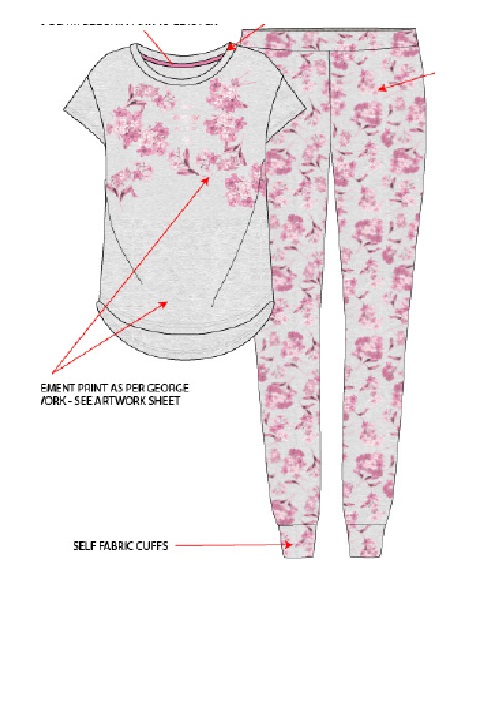 EMENT PRINT AS PER GEORGE
/ORK - SEE ARTWORK SHEET
SELF FABRIC CUFFS